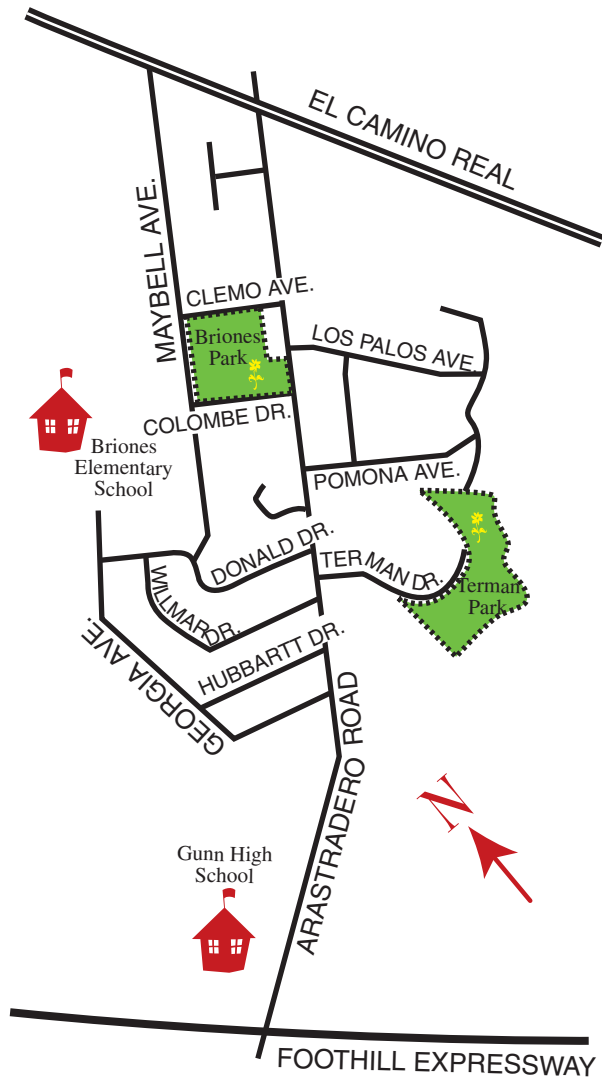 EL CAMINO REAL
MAYBELL AVE.
CLEMO AVE.
Briones
Park
LOS PALOS AVE.
COLOMBE DR.
Briones
Elementary
School
POMONA AVE.
DONALD DR.
TERMAN DR.
Terman
Park
WILLMAR DR.
HUBBARTT DR.
GEORGIA AVE.
ARASTRADERO ROAD
N
Gunn High
School
FOOTHILL EXPRESSWAY